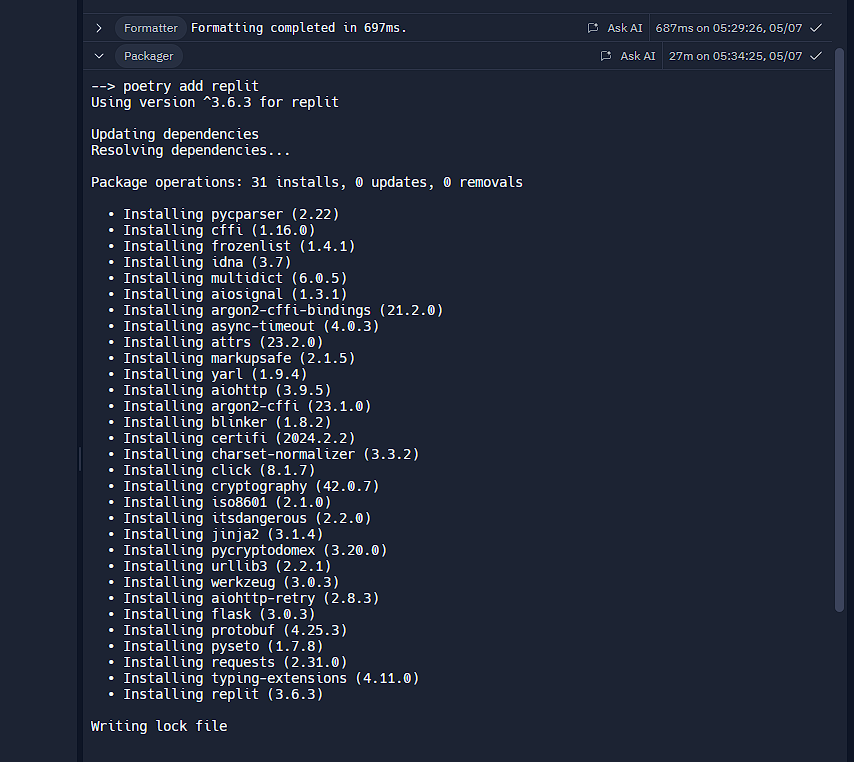 Formatter Formatting completed in 697ms. Ask AI 687ms on 05:29:26, 05/07
Packager Ask AI 27m on 05:34:25, 05/07
--> poetry add replit
Using version ^3.6.3 for replit
Updating dependencies
Resolving dependencies...
Package operations: 31 installs, 0 updates, 0 removals
• Installing pycparser (2.22)
• Installing cffi (1.16.0)
• Installing frozenlist (1.4.1)
• Installing idna (3.7)
• Installing multidict (6.0.5)
• Installing aiosignal (1.3.1)
• Installing argon2-cffi-bindings (21.2.0)
• Installing async-timeout (4.0.3)
• Installing attrs (23.2.0)
• Installing markupsafe (2.1.5)
• Installing yarl (1.9.4)
• Installing aiohttp (3.9.5)
• Installing argon2-cffi (23.1.0)
• Installing blinker (1.8.2)
• Installing certifi (2024.2.2)
• Installing charset-normalizer (3.3.2)
• Installing click (8.1.7)
• Installing cryptography (42.0.7)
• Installing iso8601 (2.1.0)
• Installing itsdangerous (2.2.0)
• Installing jinja2 (3.1.4)
• Installing pycryptodomex (3.20.0)
• Installing urllib3 (2.2.1)
• Installing werkzeug (3.0.3)
• Installing aiohttp-retry (2.8.3)
• Installing flask (3.0.3)
• Installing protobuf (4.25.3)
• Installing pyseto (1.7.8)
• Installing requests (2.31.0)
• Installing typing-extensions (4.11.0)
• Installing replit (3.6.3)
Writing lock file